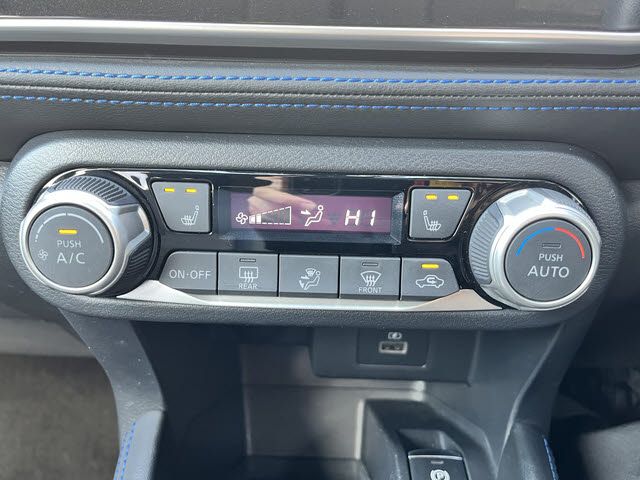 HI
PUSH
A/C
PUSH
AUTO
ON·OFF
REAR
FRONT
P